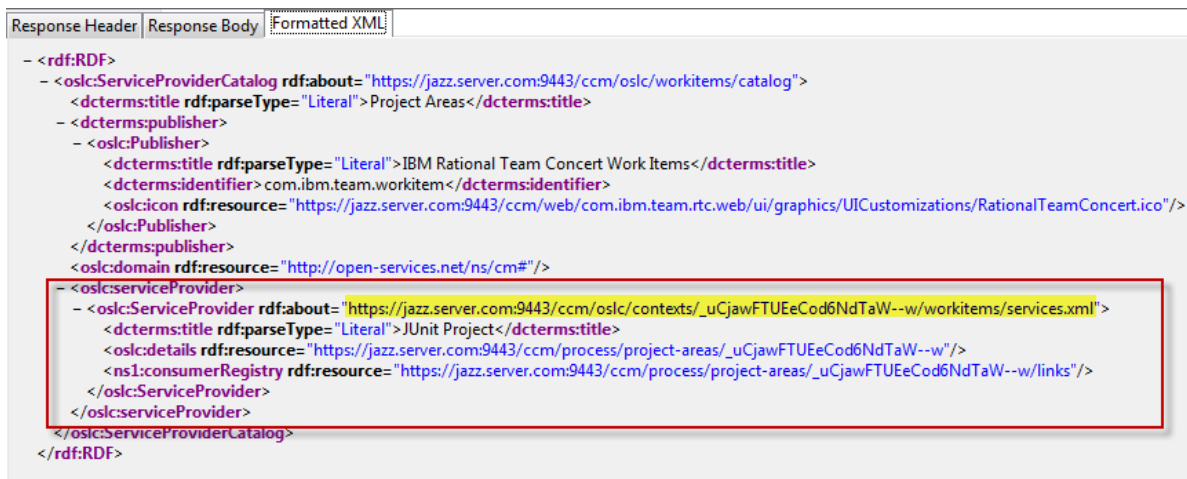 Response Header Response Body Formatted XML
– <rdf:RDF>
– <oslc:ServiceProviderCatalog rdf:about="https://jazz.server.com:9443/ccm/oslc/workitems/catalog">
<dcterms:title rdf:parseType="Literal">Project Areas</dcterms:title>
– <dcterms:publisher>
– <oslc:Publisher>
<dcterms:title rdf:parseType="Literal">IBM Rational Team Concert Work Items</dcterms:title>
<dcterms:identifier>com.ibm.team.workitem</dcterms:identifier>
<oslc:icon rdf:resource="https://jazz.server.com:9443/ccm/web/com.ibm.team.rtc.web/ui/graphics/UICustomizations/RationalTeamConcert.ico"/>
</oslc:Publisher>
</dcterms:publisher>
<oslc:domain rdf:resource="http://open-services.net/ns/cm#"/>
– <oslc:serviceProvider>
– <oslc:ServiceProvider rdf:about="https://jazz.server.com:9443/ccm/oslc/contexts/_uCjawFTUEeCod6NdTaW--w/workitems/services.xml">
<dcterms:title rdf:parseType="Literal">JUnit Project</dcterms:title>
<oslc:details rdf:resource="https://jazz.server.com:9443/ccm/process/project-areas/_uCjawFTUEeCod6NdTaW--w"/>
<ns1:consumerRegistry rdf:resource="https://jazz.server.com:9443/ccm/process/project-areas/_uCjawFTUEeCod6NdTaW--w/links"/>
</oslc:ServiceProvider>
</oslc:serviceProvider>
</oslc:ServiceProviderCatalog>
</rdf:RDF>